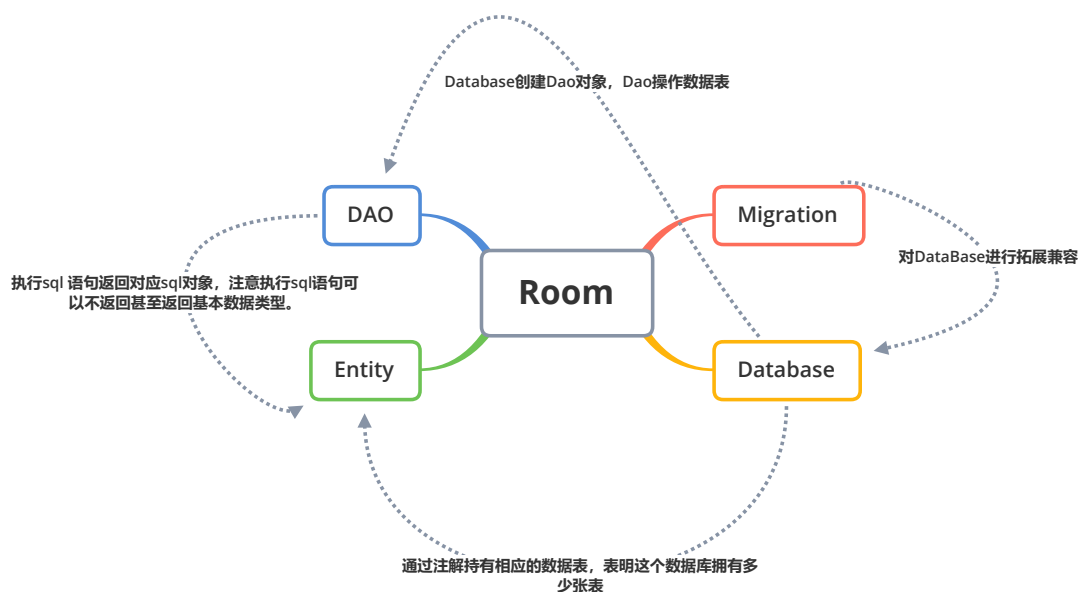 Database创建Dao对象，Dao操作数据表
DAO
Migration
对DataBase进行拓展兼容
Room
执行sql 语句返回对应sql对象，注意执行sql语句可
以不返回甚至返回基本数据类型。
Entity
Database
通过注解持有相应的数据表，表明这个数据库拥有多
少张表